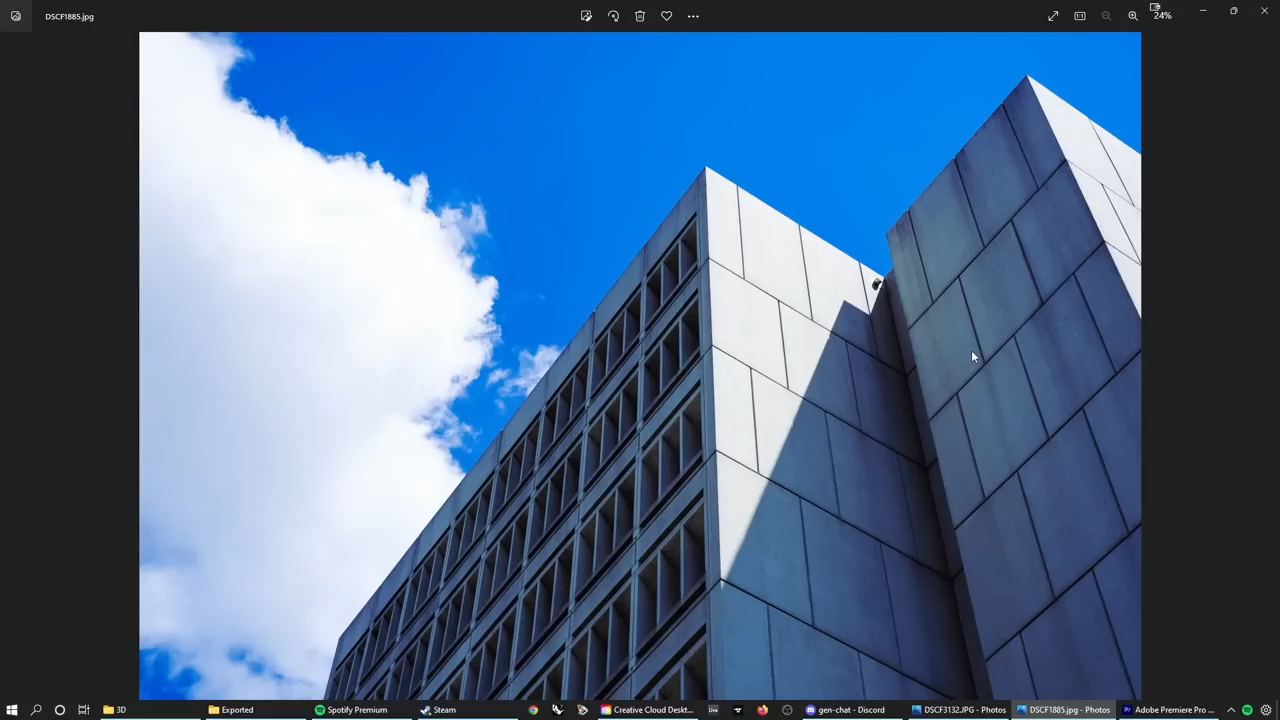 DSCF1885.jpg
24%
3D
Exported
Spotify Premium
Steam
Creative Cloud Deskt...
Live
gen-chat - Discord
DSCF3132.JPG - Photos
DSCF1885.jpg - Photos
Adobe Premiere Pro ...